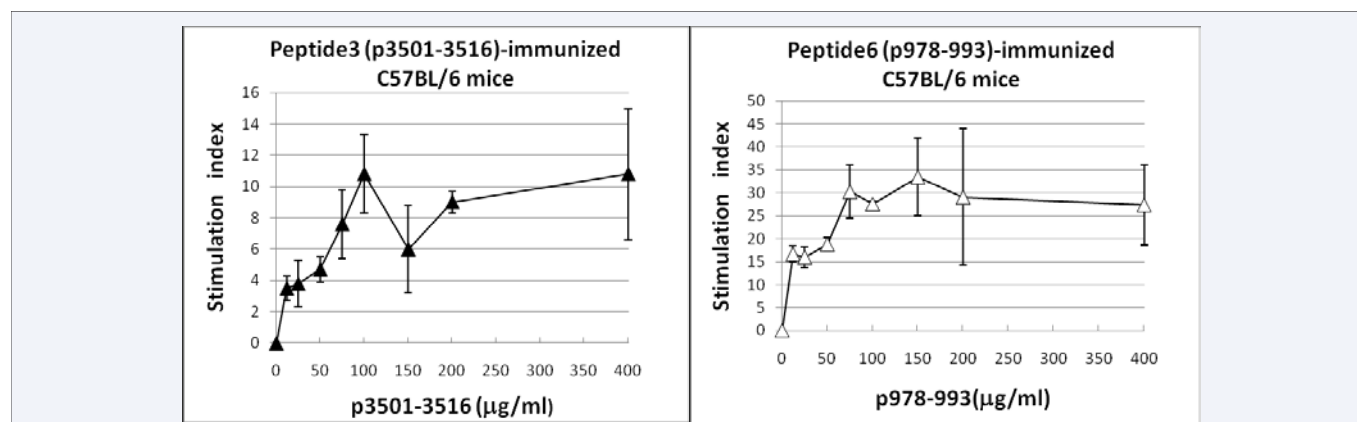 Peptide3 (p3501-3516)-immunized
C57BL/6 mice
Stimulation index
16
14
12
10
8
6
4
2
0
0 50 100 150 200 250 300 350 400
p3501-3516 (μg/ml)
Peptide6 (p978-993)-immunized
C57BL/6 mice
Stimulation index
50
45
40
35
30
25
20
15
10
5
0
0 50 100 150 200 250 300 350 400
p978-993(μg/ml)